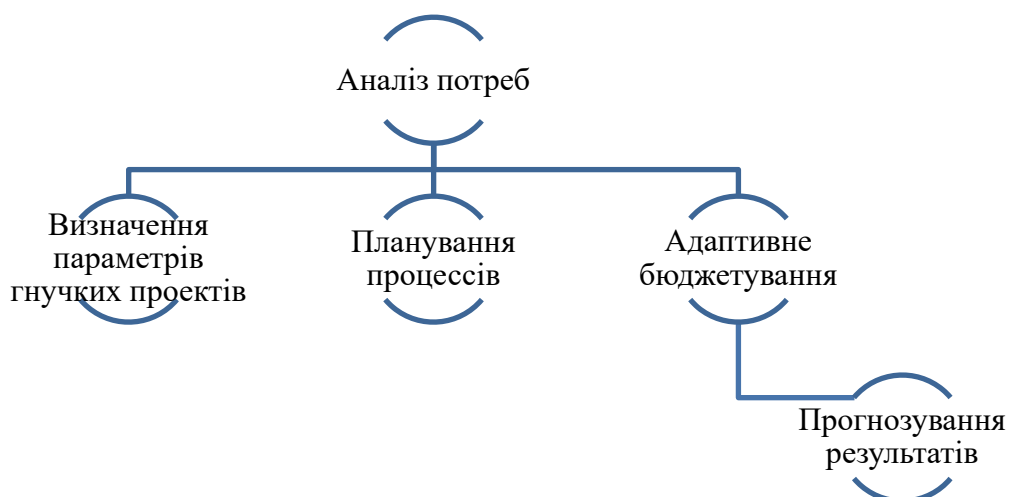 Аналіз потреб
Визначення
параметрів
гнучких проектів
Планування
процессів
Адаптивне
бюджетування
Прогнозування
результатів